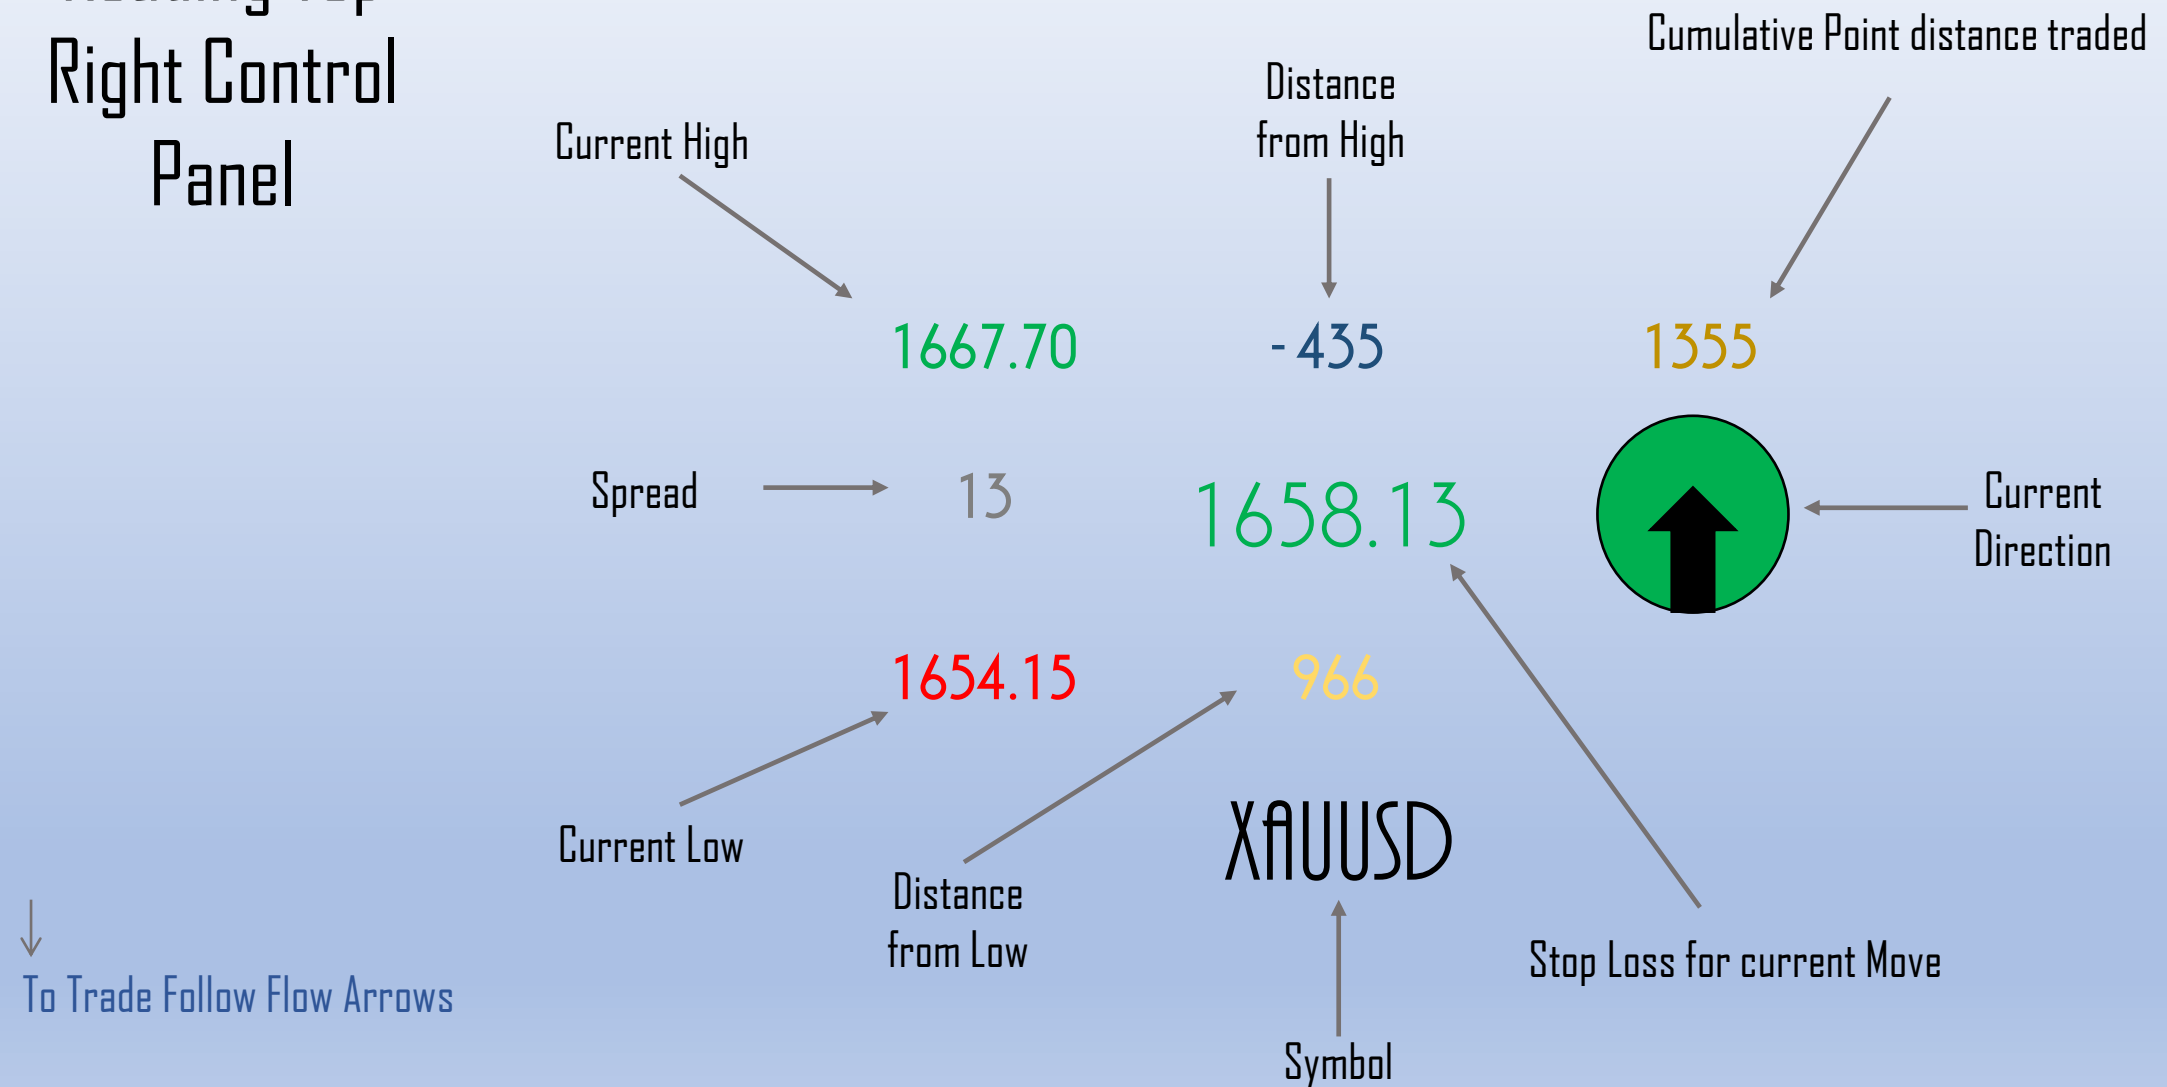 Reading Top
Right Control
Panel
Cumulative Point distance traded
Distance
from High
Current High
1667.70
-435
1355
Spread
13
1658.13
Current
Direction
1654.15
966
Current Low
XAUUSD
Distance
from Low
Stop Loss for current Move
To Trade Follow Flow Arrows
Symbol